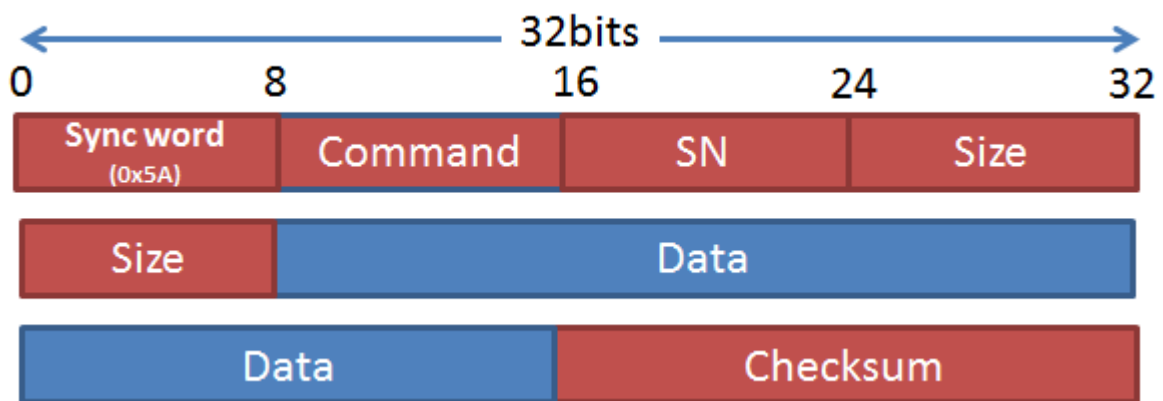 32bits
0 8 16 24 32
Sync word Command SN Size
(0x5A)
Size Data
Data Checksum